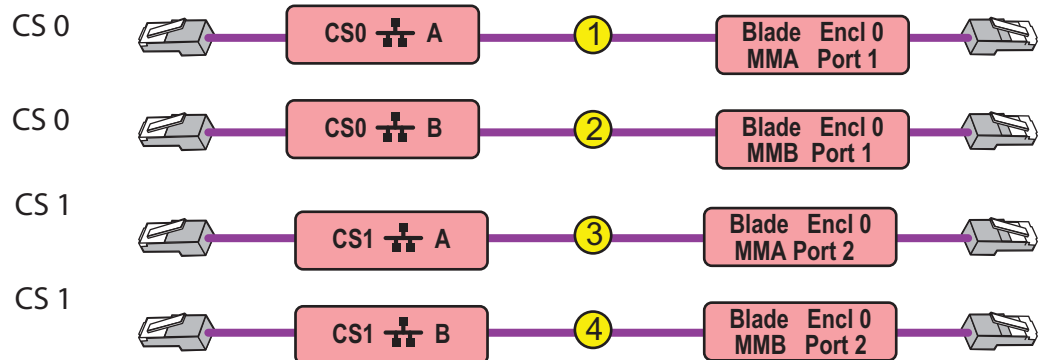 CS 0
CS0 A
1
Blade Encl 0
MMA Port 1
CS 0
CS0 B
2
Blade Encl 0
MMB Port 1
CS 1
CS1 A
3
Blade Encl 0
MMA Port 2
CS 1
CS1 B
4
Blade Encl 0
MMB Port 2